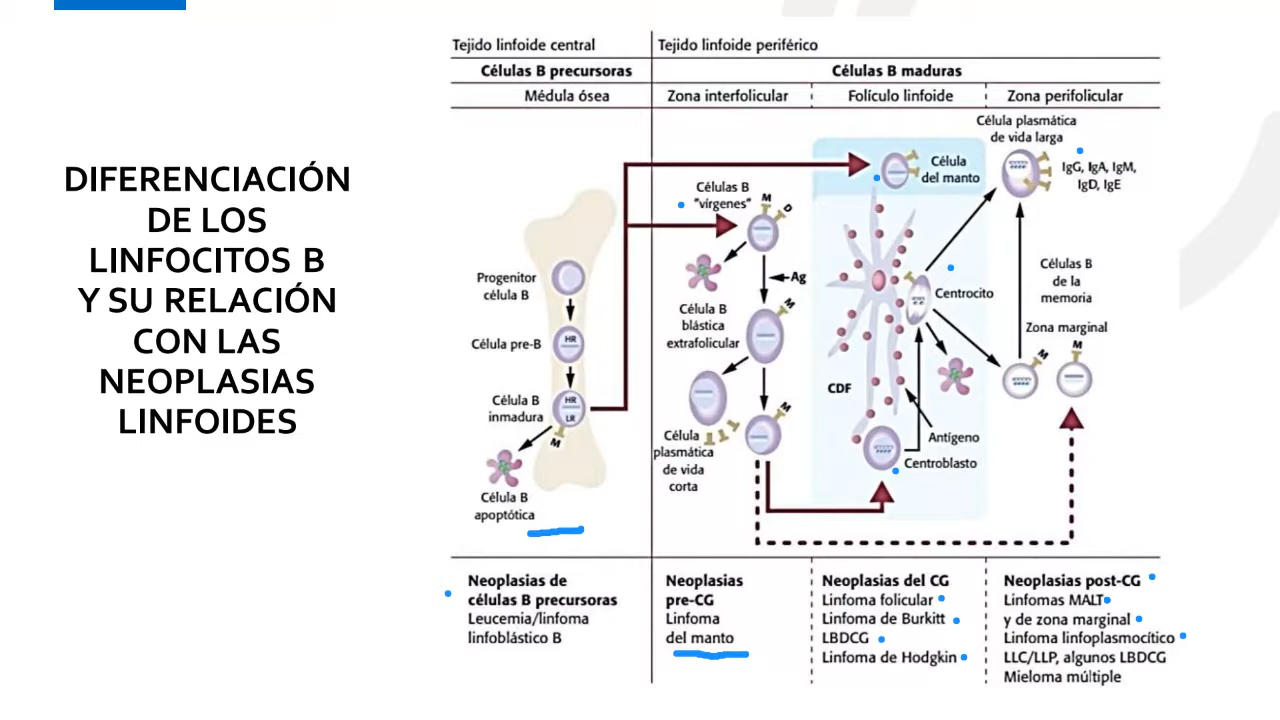 DIFERENCIACIÓN
DE LOS
LINFOCITOS B
Y SU RELACIÓN
CON LAS
NEOPLASIAS
LINFOIDES
Tejido linfoide central
Tejido linfoide periférico
Células B precursoras
Células B maduras
Médula ósea
Zona interfolicular
Folículo linfoide
Zona perifolicular
Progenitor
célula B
Célula pre-B
HR
Célula B
inmadura
HR
LR
M
Célula B
apoptótica
Células B
"vírgenes"
M
D
Ag
Célula B
blástica
extrafolicular
M
Célula
plasmática
de vida
corta
M
Célula
del manto
Centrocito
CDF
Antígeno
Centroblasto
Célula plasmática
de vida larga
IgG, IgA, IgM,
IgD, IgE
Células B
de la
memoria
Zona marginal
M
M
Neoplasias de
células B precursoras
Leucemia/linfoma
linfoblástico B
Neoplasias
pre-CG
Linfoma
del manto
Neoplasias del CG
Linfoma folicular
Linfoma de Burkitt
LBDCG
Linfoma de Hodgkin
Neoplasias post-CG
Linfomas MALT
y de zona marginal
Linfoma linfoplasmocítico
LLC/LLP, algunos LBDCG
Mieloma múltiple